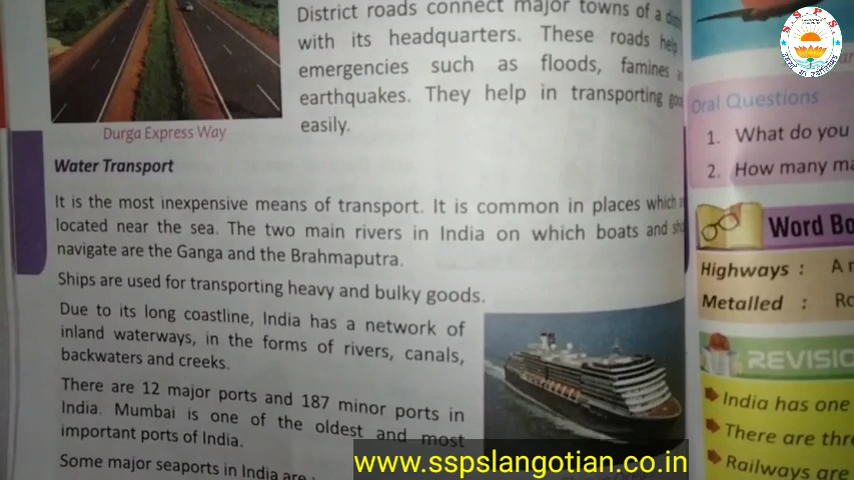 District roads connect major towns of a
with its headquarters. These roads help
emergencies such as floods, famines
earthquakes. They help in transporting
easily.
Durga Express Way
Water Transport
It is the most inexpensive means of transport. It is common in places which
located near the sea. The two main rivers in India on which boats and
navigate are the Ganga and the Brahmaputra.
Ships are used for transporting heavy and bulky goods.
Due to its long coastline, India has a network of
inland waterways, in the forms of rivers, canals,
backwaters and creeks.
There are 12 major ports and 187 minor ports in
India. Mumbai is one of the oldest and most
important ports of India.
Some major seaports in India are
Oral Questions
1. What do you
2. How many
Word
Highways : A
Metalled :
India has one
There are
Railways are
S.S.P.S
www.sspslangotian.co.in